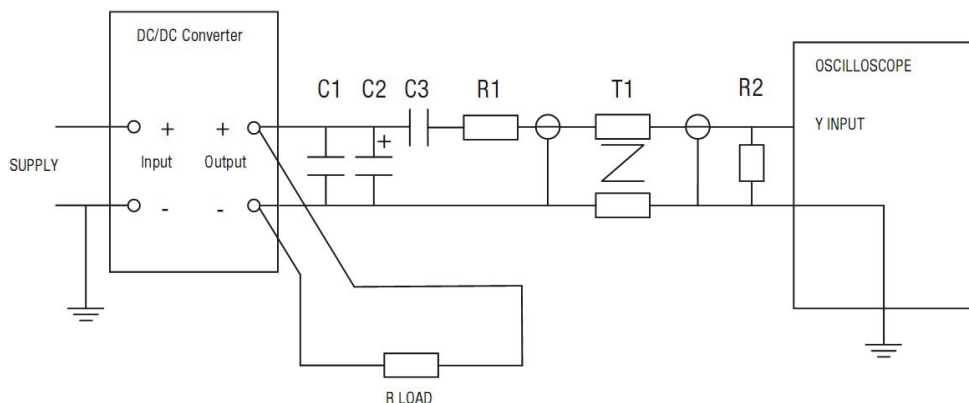 DC/DC Converter
OSCILLOSCOPE
C1 C2 C3 R1 T1 R2
+
+ + Y INPUT
SUPPLY Input Output
- -
R LOAD